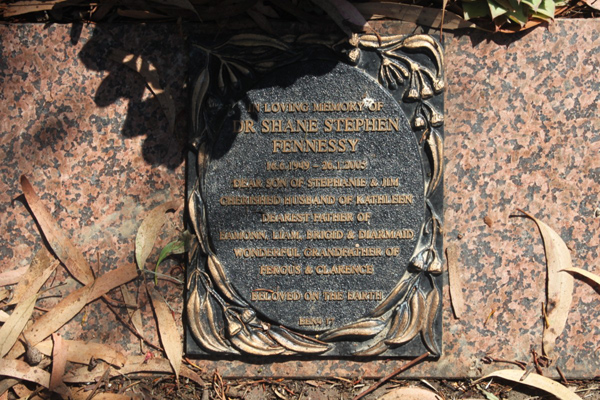 IN LOVING MEMORY OF
DR SHANE STEPHEN
FENNESSY
DEAR SON OF STEPHANIE & JIM
CHERISHED HUSBAND OF KATHLEEN
DEAREST FATHER OF
EAMONN, LIAM, BRIGID & DIARMAID
WONDERFUL GRANDFATHER OF
FERGUS & CLARENCE
BELOVED ON THE EARTH